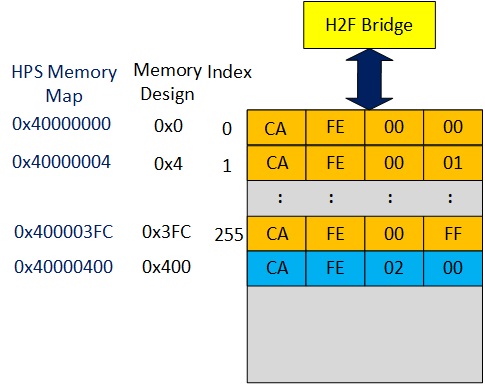 H2F Bridge
HPS Memory Map
Memory Design
Index
0x40000000 0x0 0 CA FE 00 00
0x40000004 0x4 1 CA FE 00 01
: : : :
0x400003FC 0x3FC 255 CA FE 00 FF
0x40000400 0x400 CA FE 02 00